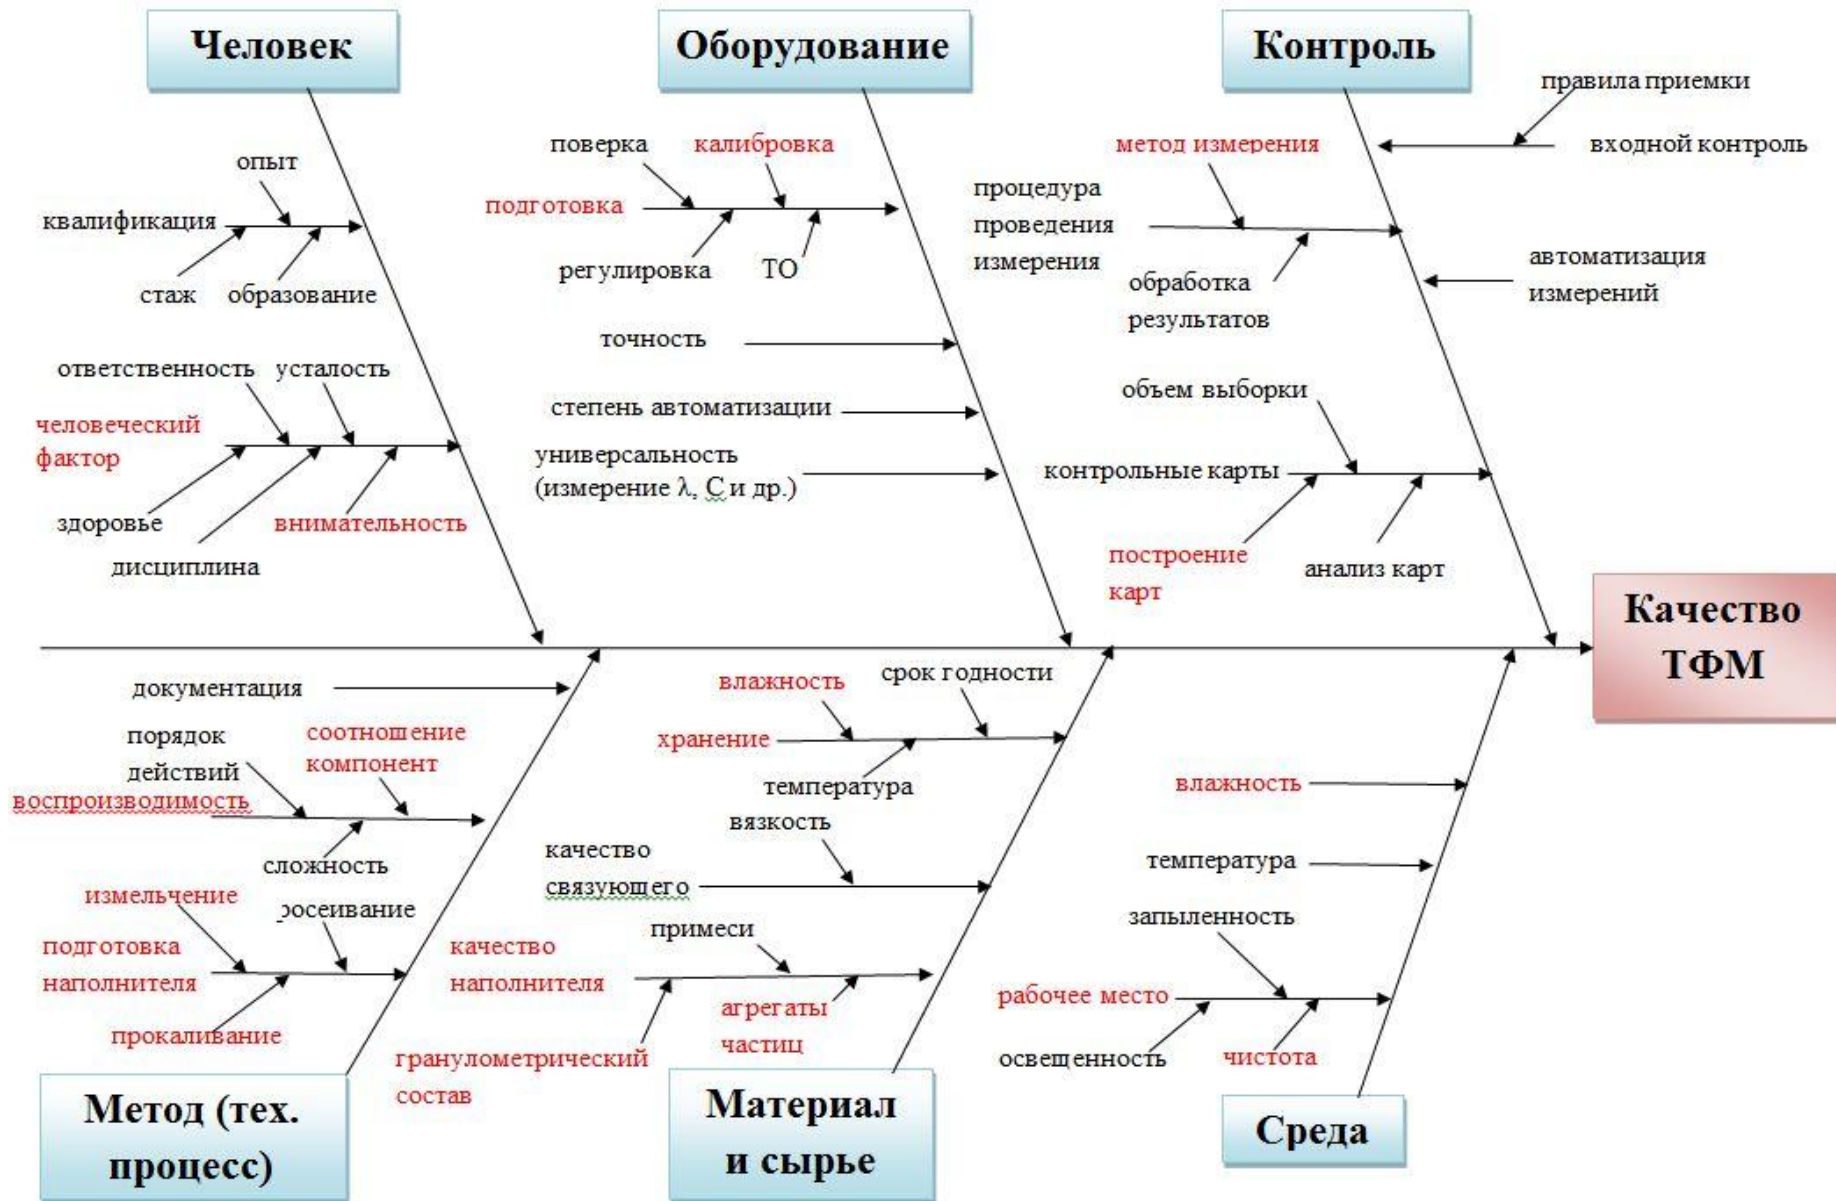 Человек
опыт
квалификация
стаж
образование
ответственность
усталость
человеческий
фактор
здоровье
внимательность
дисциплина
Оборудование
поверка
калибровка
подготовка
регулировка
ТО
точность
степень автоматизации
универсальность
(измерение λ, С и др.)
Контроль
правила приемки
метод измерения
входной контроль
процедура
проведения
измерения
автоматизация
измерений
обработка
результатов
объем выборки
контрольные карты
построение
карт
анализ карт
Качество
ТФМ
документация
порядок
действий
соотношение
компонент
воспроизводимость
сложность
измельчение
росеивание
подготовка
наполнителя
прокаливание
Метод (тех.
процесс)
влажность
срок годности
хранение
температура
вязкость
качество
связующего
примеси
качество
наполнителя
агрегаты
частиц
гранулометрический
состав
Материал
и сырье
влажность
температура
запыленность
рабочее место
освещенность
чистота
Среда